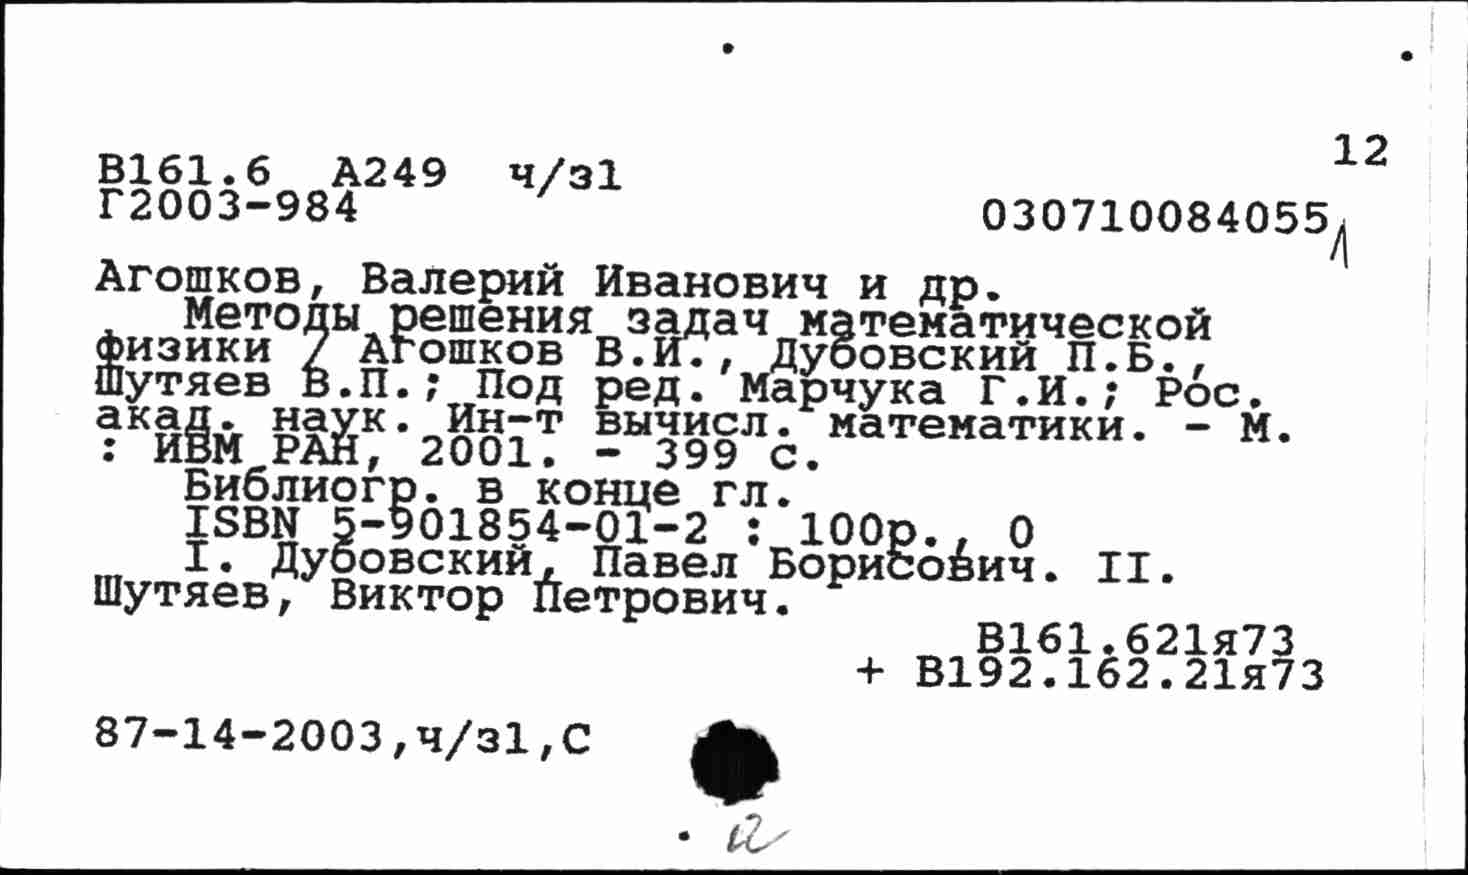 12
В161.6 А249 ч/з1
Г2003-984
030710084055
Агошков, Валерий Иванович и др.
Методы решения задач математической
физики / Агошков В.И., Дубовский П.Б.,
Шутяев В.П.; Под ред. Марчука Г.И.; Рос.
акад. наук. Ин-т вычисл. математики. - М.
: ИВМ РАН, 2001. - 399 с.
Библиогр. в конце гл.
ISBN 5-901854-01-2 : 100р., 0
I. Дубовский, Павел Борисович. II.
Шутяев, Виктор Петрович.
В161.621я73
+ В192.162.21я73
87-14-2003,ч/з1,С